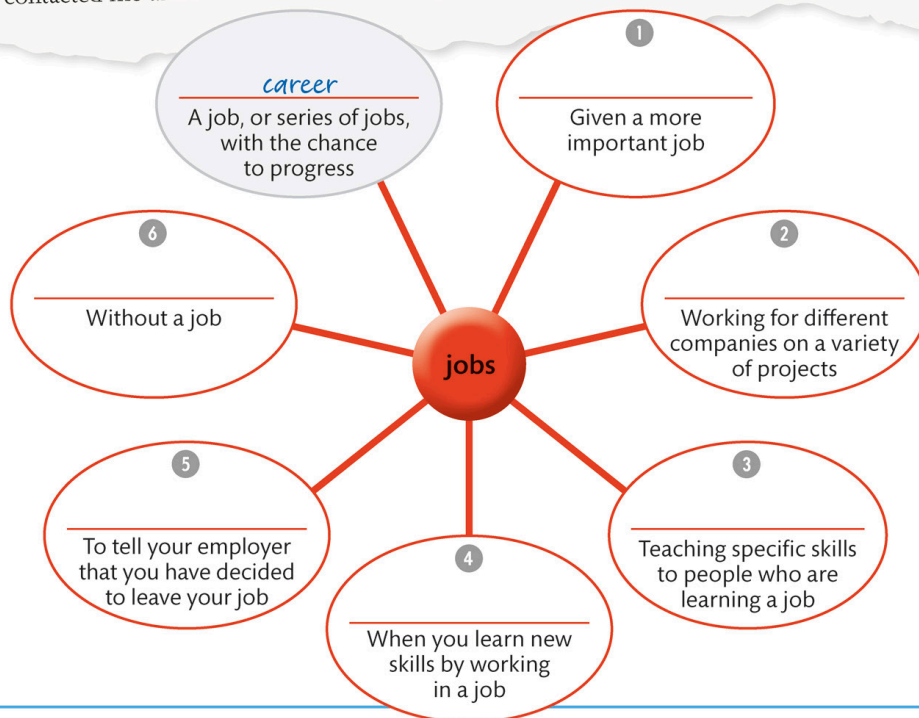 contacted
career
A job, or series of jobs,
with the chance
to progress
1
Given a more
important job
2
Working for different
companies on a variety
of projects
3
Teaching specific skills
to people who are
learning a job
4
When you learn new
skills by working
in a job
5
To tell your employer
that you have decided
to leave your job
6
Without a job
jobs